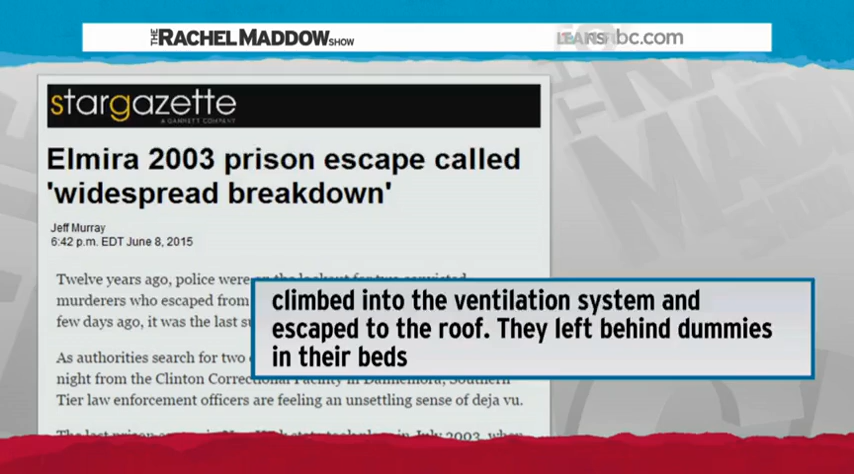 THE RACHEL MADDOW SHOW
bc.com
stargazette
A GANNETT COMPANY
Elmira 2003 prison escape called
'widespread breakdown'
Jeff Murray
6:42 p.m. EDT June 8, 2015
Twelve years ago, police were
murderers who escaped from
few days ago, it was the last
climbed into the ventilation system and
escaped to the roof. They left behind dummies
in their beds
As authorities search for two
night from the Clinton Correctional Facility in Dannemora, Southern
Tier law enforcement officers are feeling an unsettling sense of deja vu.